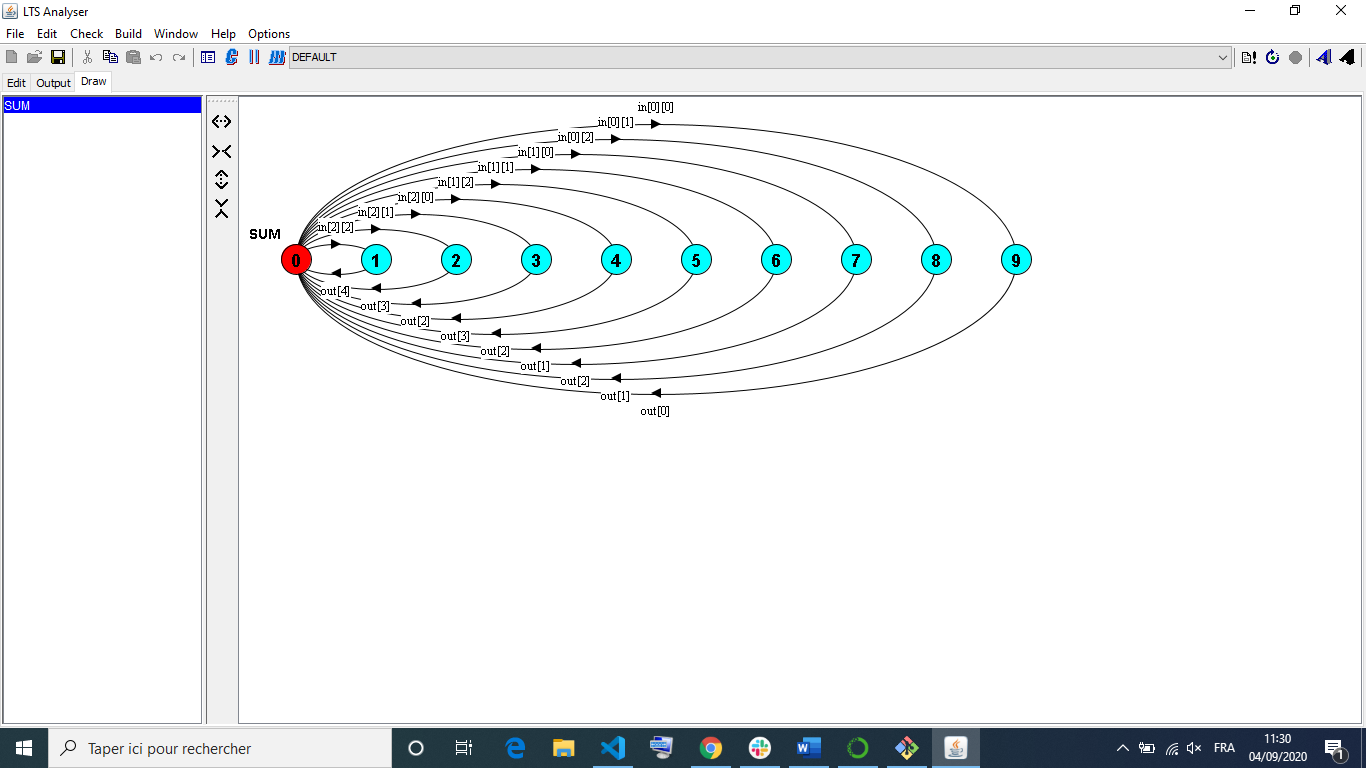 LTS Analyser
File Edit Check Build Window Help Options
DEFAULT
Edit Output Draw
SUM
in[0][0]
in[0][1]
in[0][2]
in[1][0]
in[1][1]
in[1][2]
in[2][0]
in[2][1]
in[2][2]
SUM
0 1 2 3 4 5 6 7 8 9
out[4]
out[3]
out[2]
out[3]
out[2]
out[1]
out[2]
out[1]
out[0]
Taper ici pour rechercher
FRA
11:30
04/09/2020
1